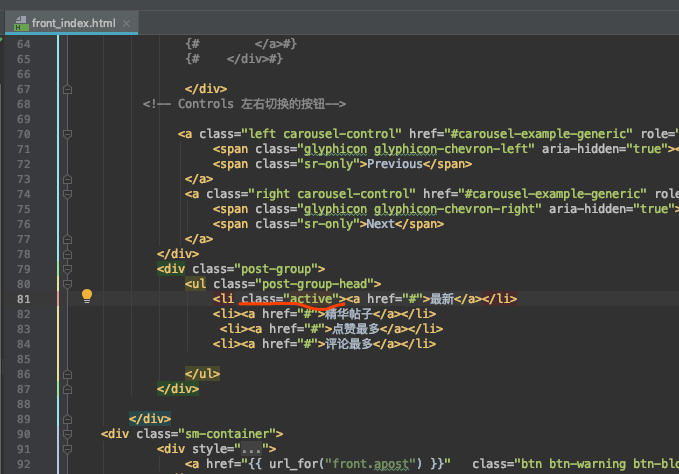 front_index.html
64 {# </a>#}
65 {# </div>#}
66
67 </div>
68 <!-- Controls 左右切换的按钮-->
69
70 <a class="left carousel-control" href="#carousel-example-generic" role=
71 <span class="glyphicon glyphicon-chevron-left" aria-hidden="true"><
72 <span class="sr-only">Previous</span>
73 </a>
74 <a class="right carousel-control" href="#carousel-example-generic" rol
75 <span class="glyphicon glyphicon-chevron-right" aria-hidden="true">
76 <span class="sr-only">Next</span>
77 </a>
78 </div>
79 <div class="post-group">
80 <ul class="post-group-head">
81 <li class="active"><a href="#">最新</a></li>
82 <li><a href="#">精华帖子</a></li>
83 <li><a href="#">点赞最多</a></li>
84 <li><a href="#">评论最多</a></li>
85
86 </ul>
87 </div>
88
89 </div>
90 <div class="sm-container">
91 <div style="...">
92 <a href="{{ url_for("front.apost") }}" class="btn btn-warning btn-blo